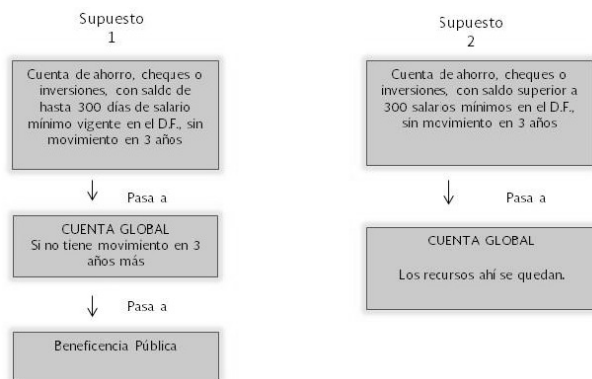 Supuesto
1
Cuenta de ahorro, cheques o
inversiones, con saldo de
hasta 300 días de salario
mínimo vigente en el D.F., sin
movimiento en 3 años
Pasa a
CUENTA GLOBAL
Si no tiene movimiento en 3
años más
Pasa a
Beneficencia Pública
Supuesto
2
Cuenta de ahorro, cheques o
inversiones, con saldo superior a
300 salarios mínimos en el D.F.,
sin movimiento en 3 años
Pasa a
CUENTA GLOBAL
Los recursos ahí se quedan.